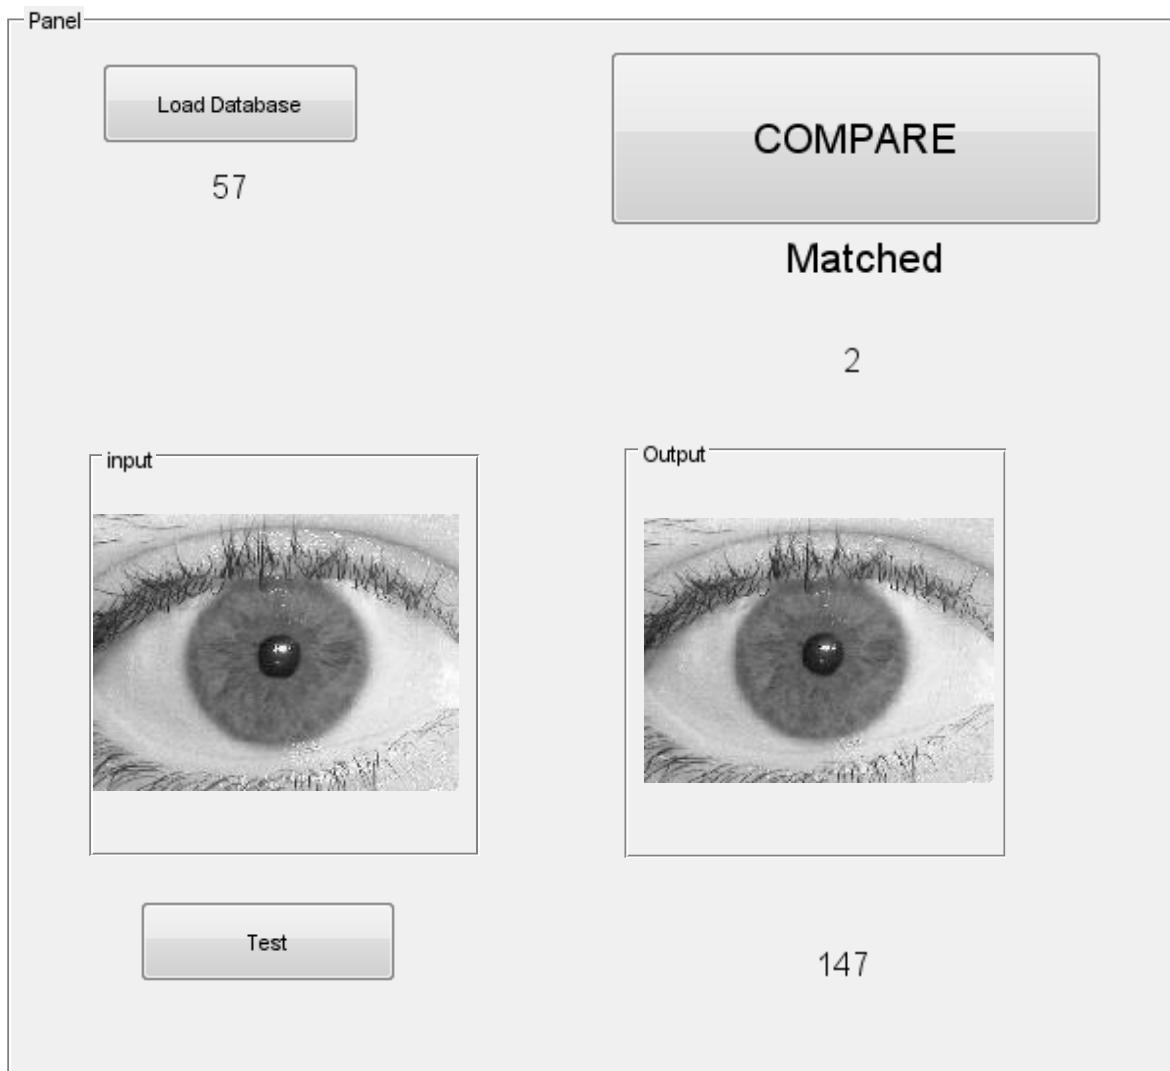 Panel
Load Database
57
COMPARE
Matched
2
input
Output
Test
147